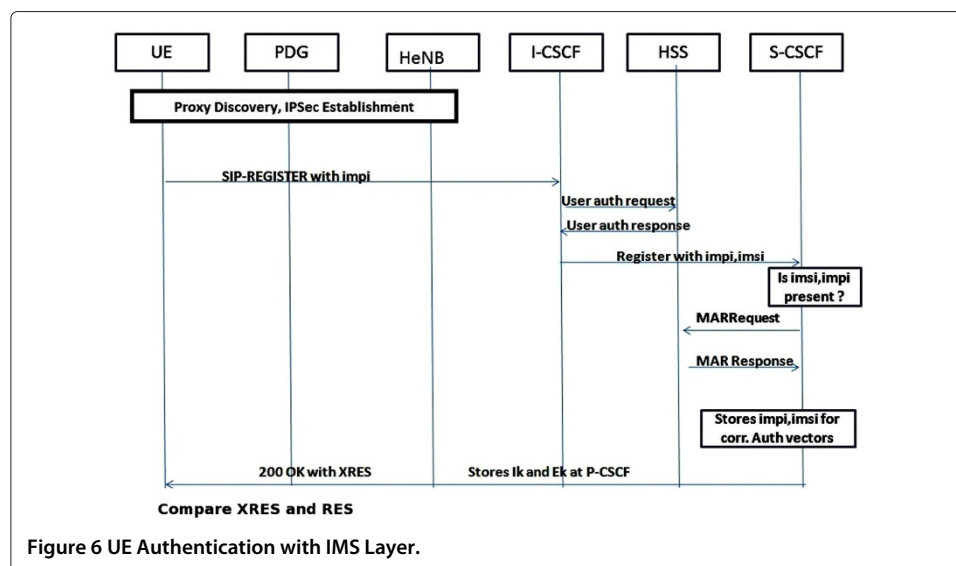 UE PDG HeNB I-CSCF HSS S-CSCF
Proxy Discovery, IPSec Establishment
SIP-REGISTER with impi
User auth request
User auth response
Register with impi,imsi
Is imsi,impi
present ?
MARRequest
MAR Response
Stores impi,imsi for
corr. Auth vectors
200 OK with XRES Stores Ik and Ek at P-CSCF
Compare XRES and RES
Figure 6 UE Authentication with IMS Layer.